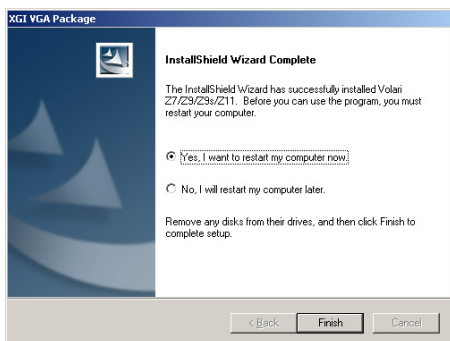 XGI VGA Package
InstallShield Wizard Complete
The InstallShield Wizard has successfully installed Volari
Z7/Z9/Z9s/Z11. Before you can use the program, you must
restart your computer.
Yes, I want to restart my computer now.
No, I will restart my computer later.
Remove any disks from their drives, and then click Finish to
complete setup.
< Back Finish Cancel